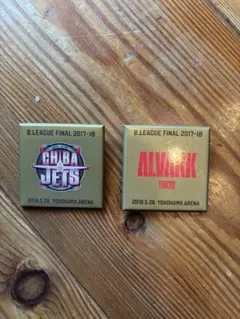 B.LEAGUE FINAL 2017-18
CHIBA
JETS
2018.5.26 YOKOHAMA ARENA
B.LEAGUE FINAL 2017-18
ALVARK
TOKYO
2018.5.26 YOKOHAMA ARENA